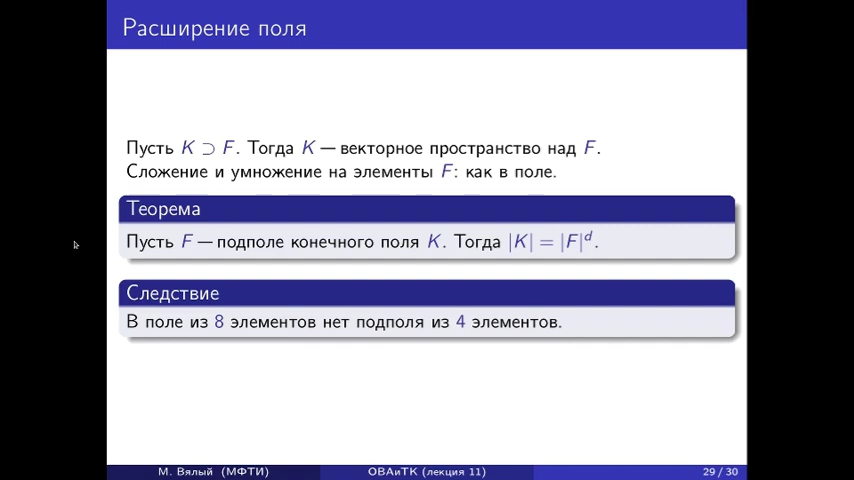 Расширение поля
Пусть K ⊃ F. Тогда K — векторное пространство над F.
Сложение и умножение на элементы F: как в поле.
Теорема
Пусть F — подполе конечного поля K. Тогда |K| = |F|^d.
Следствие
В поле из 8 элементов нет подполя из 4 элементов.
М. Вялый (МФТИ) ОВАиТК (лекция 11) 29 / 30